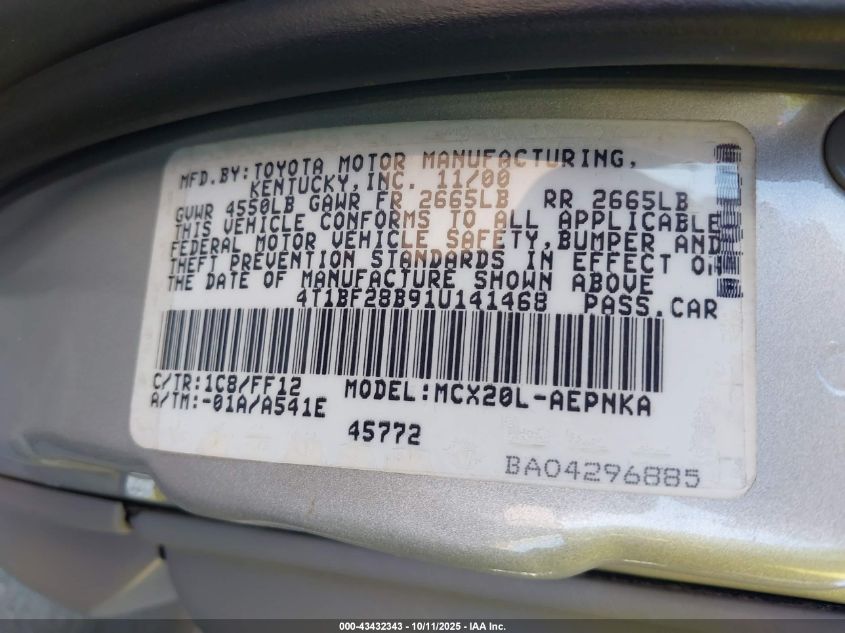 MFD.BY: TOYOTA MOTOR MANUFACTURING,
KENTUCKY,INC. 11/00
GVWR 4550LB GAWR FR 2665LB RR 2665LB
THIS VEHICLE CONFORMS TO ALL APPLICABLE
FEDERAL MOTOR VEHICLE SAFETY,BUMPER AND
THEFT PREVENTION STANDARDS IN EFFECT ON
THE DATE OF MANUFACTURE SHOWN ABOVE
4T1BF28B91U141468 PASS.CAR
C/TR:1C8/FF12 MODEL:MCX20L-AEPNKA
A/TM:-01A/A541E
45772
BA04296885
000-43432343 | 10/11/2025 | IAA Inc.